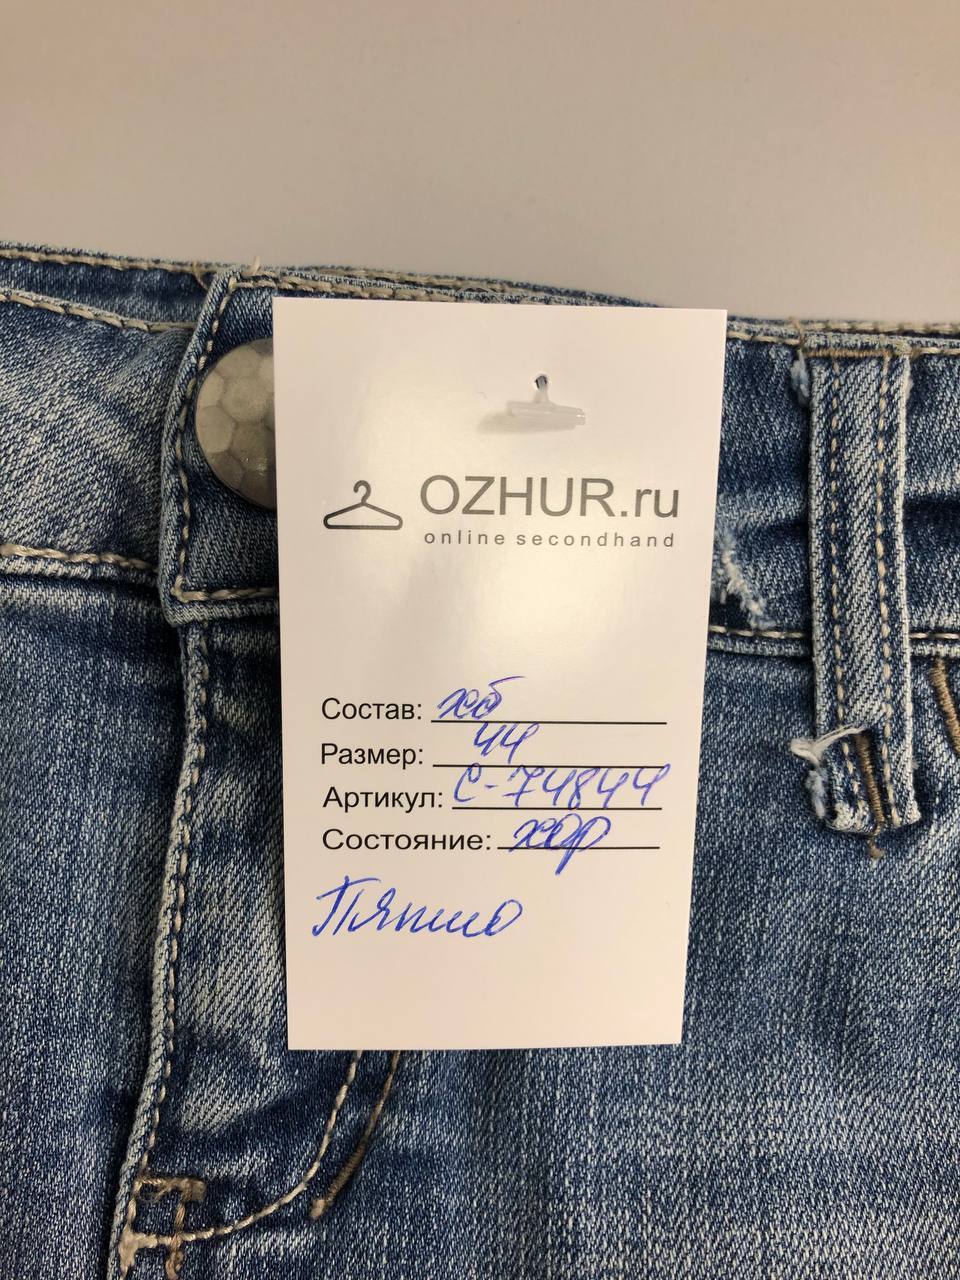 OZHUR.ru
online secondhand
Состав: хб
Размер: 44
Артикул: С-74844
Состояние: хор
Пятно